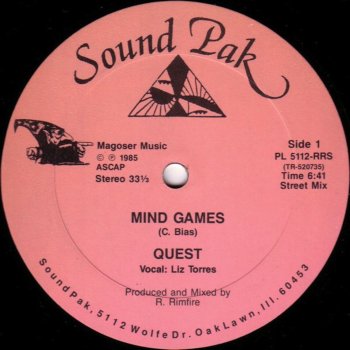 Sound Pak
Magoser Music
© ℗ 1985
ASCAP
Stereo 33⅓
Side 1
PL 5112-RRS
(TR-520735)
Time 6:41
Street Mix
MIND GAMES
(C. Bias)
QUEST
Vocal: Liz Torres
Produced and Mixed by
R. Rimfire
SoundPak, 5112 Wolfe Dr. Oak Lawn, Ill. 60453